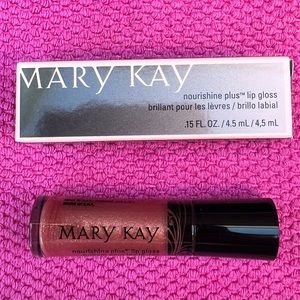 MARY KAY
nourishine plus™ lip gloss
brillant pour les lèvres / brillo labial
.15 FL. OZ. / 4.5 mL / 4,5 mL
MARY KAY
nourishine plus™ lip gloss